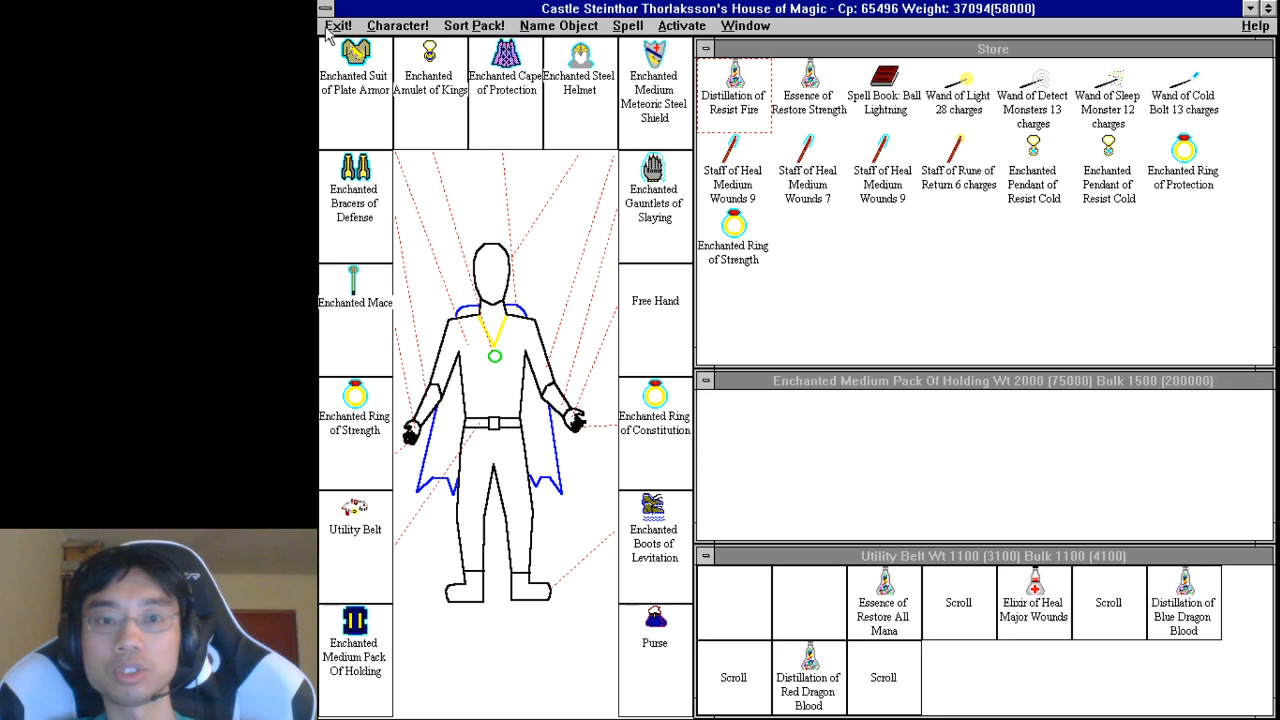 Castle Steinthor Thorlaksson's House of Magic - Cp: 65496 Weight: 37094(58000)
Exit! Character! Sort Pack! Name Object Spell Activate Window Help
Enchanted Suit
of Plate Armor
Enchanted
Amulet of Kings
Enchanted Cape
of Protection
Enchanted Steel
Helmet
Enchanted
Medium
Meteoric Steel
Shield
Enchanted
Bracers of
Defense
Enchanted
Gauntlets of
Slaying
Enchanted Mace
Free Hand
Enchanted Ring
of Strength
Enchanted Ring
of Constitution
Utility Belt
Enchanted
Boots of
Levitation
Enchanted
Medium Pack
Of Holding
Purse
Store
Distillation of
Resist Fire
Essence of
Restore Strength
Spell Book: Ball
Lightning
Wand of Light
28 charges
Wand of Detect
Monsters 13
charges
Wand of Sleep
Monster 12
charges
Wand of Cold
Bolt 13 charges
Staff of Heal
Medium
Wounds 9
Staff of Heal
Medium
Wounds 7
Staff of Heal
Medium
Wounds 9
Staff of Rune of
Return 6 charges
Enchanted
Pendant of
Resist Cold
Enchanted
Pendant of
Resist Cold
Enchanted Ring
of Protection
Enchanted Ring
of Strength
Enchanted Medium Pack Of Holding Wt 2000 (75000) Bulk 1500 (200000)
Utility Belt Wt 1100 (3100) Bulk 1100 (4100)
Essence of
Restore All
Mana
Scroll
Elixir of Heal
Major Wounds
Scroll
Distillation of
Blue Dragon
Blood
Scroll
Distillation of
Red Dragon
Blood
Scroll